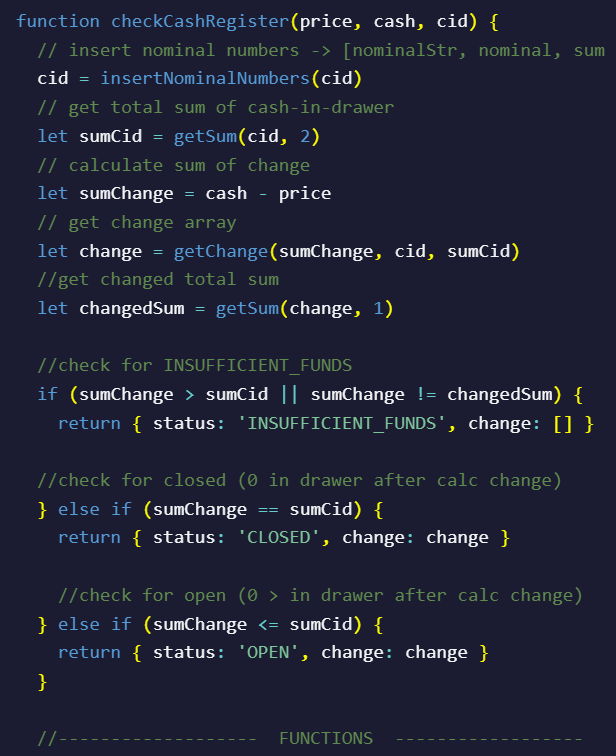 function checkCashRegister(price, cash, cid) {
// insert nominal numbers -> [nominalStr, nominal, sum
cid = insertNominalNumbers(cid)
// get total sum of cash-in-drawer
let sumCid = getSum(cid, 2)
// calculate sum of change
let sumChange = cash - price
// get change array
let change = getChange(sumChange, cid, sumCid)
//get changed total sum
let changedSum = getSum(change, 1)
//check for INSUFFICIENT_FUNDS
if (sumChange > sumCid || sumChange != changedSum) {
return { status: 'INSUFFICIENT_FUNDS', change: [] }
//check for closed (0 in drawer after calc change)
} else if (sumChange == sumCid) {
return { status: 'CLOSED', change: change }
//check for open (0 > in drawer after calc change)
} else if (sumChange <= sumCid) {
return { status: 'OPEN', change: change }
}
//------------------- FUNCTIONS ------------------